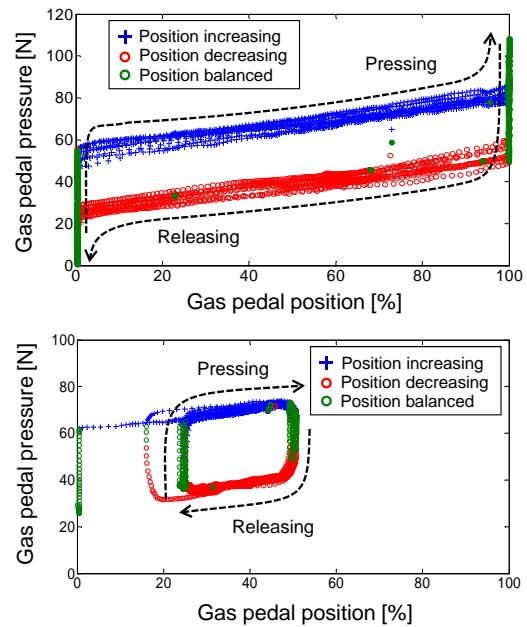 120
100
80
60
40
20
0
Gas pedal pressure [N]
Position increasing
Position decreasing
Position balanced
Pressing
Releasing
0 20 40 60 80 100
Gas pedal position [%]
100
80
60
40
20
0
Gas pedal pressure [N]
Pressing
Position increasing
Position decreasing
Position balanced
Releasing
0 20 40 60 80 100
Gas pedal position [%]